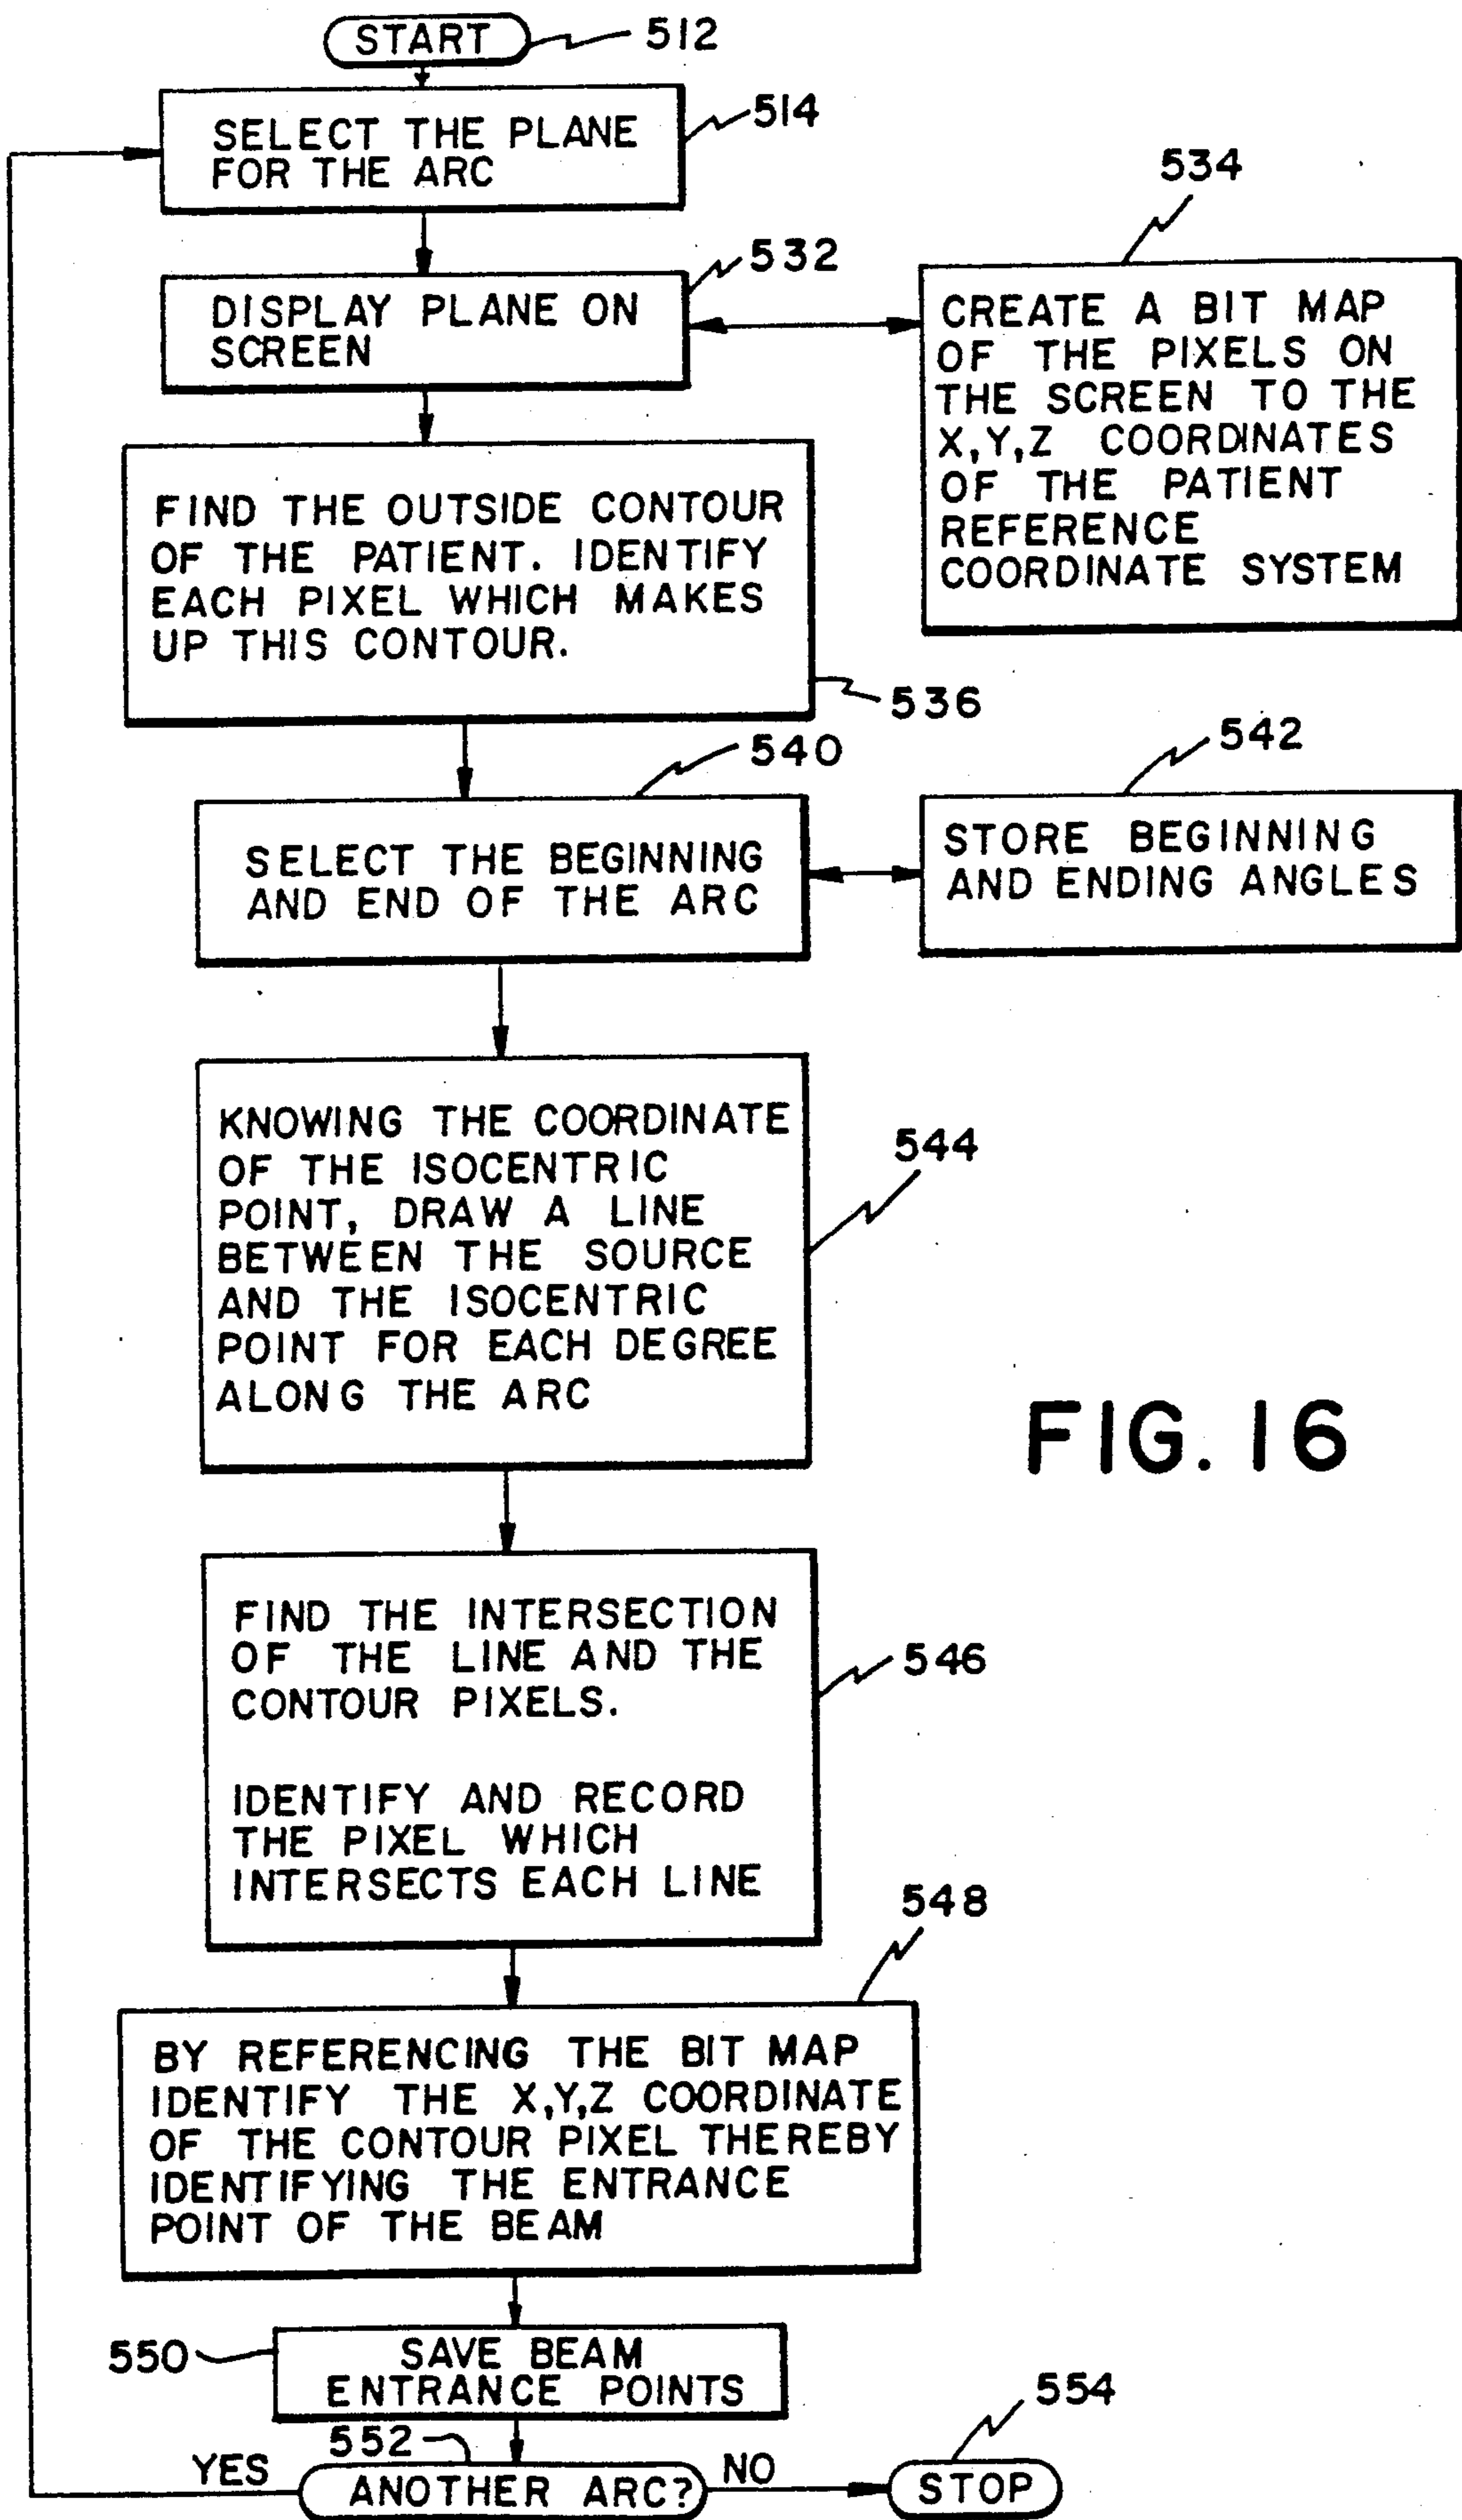 START
512
SELECT THE PLANE
FOR THE ARC
514
DISPLAY PLANE ON
SCREEN
532
534
CREATE A BIT MAP
OF THE PIXELS ON
THE SCREEN TO THE
X,Y,Z COORDINATES
OF THE PATIENT
REFERENCE
COORDINATE SYSTEM
FIND THE OUTSIDE CONTOUR
OF THE PATIENT. IDENTIFY
EACH PIXEL WHICH MAKES
UP THIS CONTOUR.
536
540
SELECT THE BEGINNING
AND END OF THE ARC
542
STORE BEGINNING
AND ENDING ANGLES
KNOWING THE COORDINATE
OF THE ISOCENTRIC
POINT, DRAW A LINE
BETWEEN THE SOURCE
AND THE ISOCENTRIC
POINT FOR EACH DEGREE
ALONG THE ARC
544
FIG. 16
FIND THE INTERSECTION
OF THE LINE AND THE
CONTOUR PIXELS.
IDENTIFY AND RECORD
THE PIXEL WHICH
INTERSECTS EACH LINE
546
548
BY REFERENCING THE BIT MAP
IDENTIFY THE X,Y,Z COORDINATE
OF THE CONTOUR PIXEL THEREBY
IDENTIFYING THE ENTRANCE
POINT OF THE BEAM
550
SAVE BEAM
ENTRANCE POINTS
552
YES
ANOTHER ARC?
NO
554
STOP